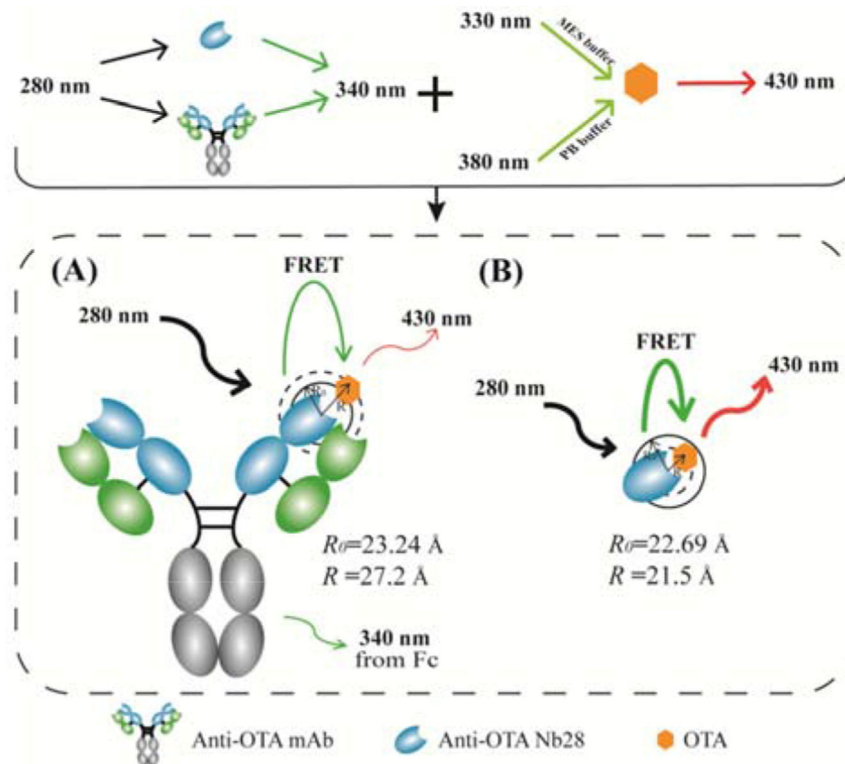 280 nm
340 nm
330 nm
MES buffer
430 nm
PB buffer
380 nm
(A)
FRET
280 nm
430 nm
R₀
R
R₀=23.24 Å
R =27.2 Å
340 nm
from Fc
(B)
FRET
430 nm
280 nm
R
R₀=22.69 Å
R =21.5 Å
Anti-OTA mAb
Anti-OTA Nb28
OTA